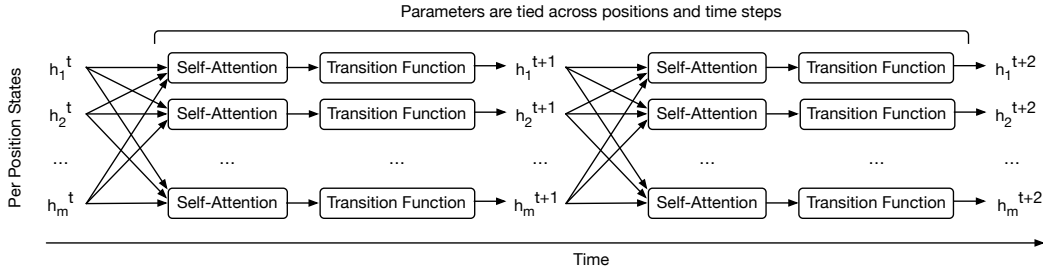 Parameters are tied across positions and time steps
Per Position States
h₁ᵗ Self-Attention Transition Function h₁ᵗ⁺¹ Self-Attention Transition Function h₁ᵗ⁺²
h₂ᵗ Self-Attention Transition Function h₂ᵗ⁺¹ Self-Attention Transition Function h₂ᵗ⁺²
... ... ... ... ... ... ...
hₘᵗ Self-Attention Transition Function hₘᵗ⁺¹ Self-Attention Transition Function hₘᵗ⁺²
Time